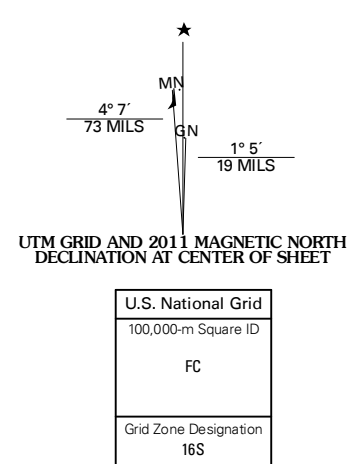 ★
MN
4° 7´
73 MILS
GN
1° 5´
19 MILS
UTM GRID AND 2011 MAGNETIC NORTH
DECLINATION AT CENTER OF SHEET
U.S. National Grid
100,000-m Square ID
FC
Grid Zone Designation
16S